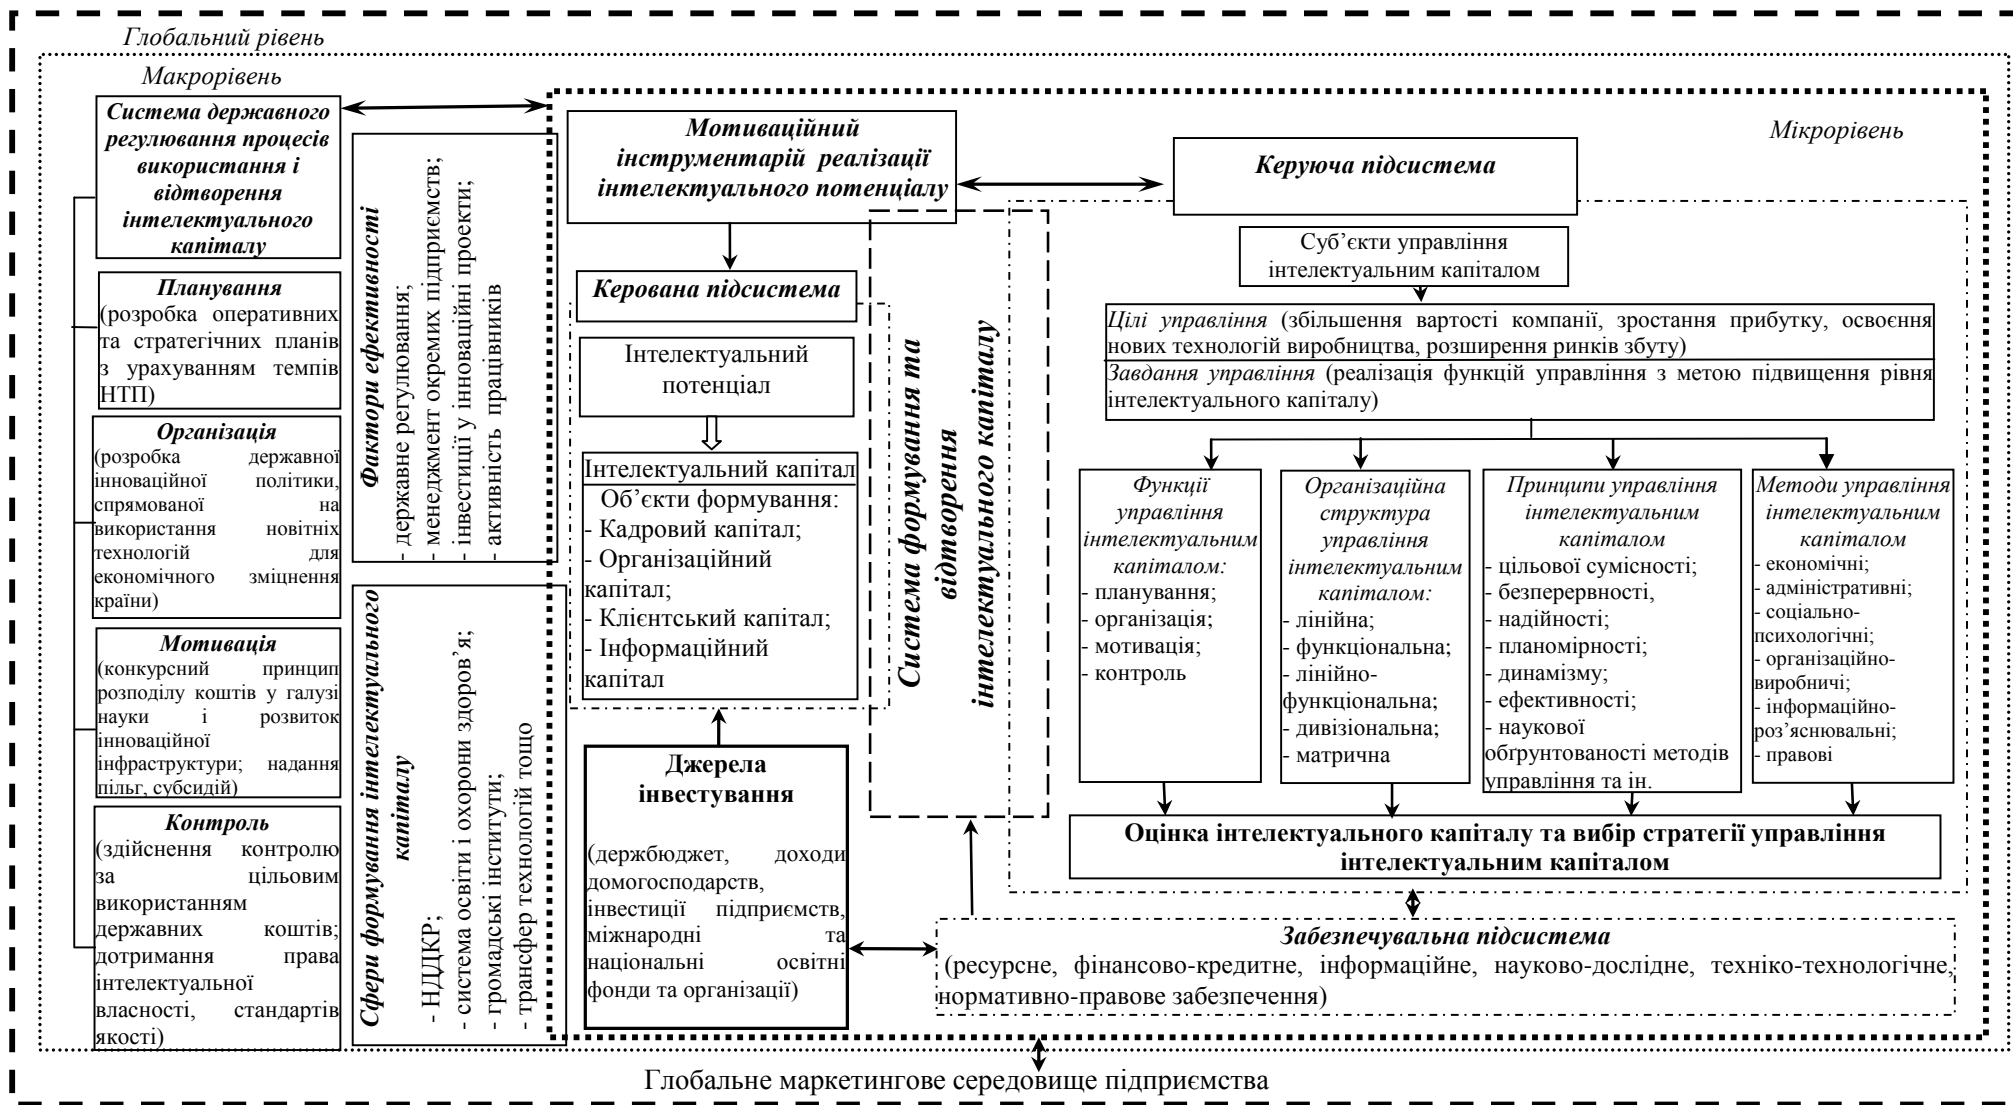 Глобальний рівень
Макрорівень
Система державного
регулювання процесів
використання і
відтворення
інтелектуального
капіталу
Планування
(розробка оперативних
та стратегічних планів
з урахуванням темпів
НТП)
Організація
(розробка державної
інноваційної політики,
спрямованої на
використання новітніх
технологій для
економічного зміцнення
країни)
Мотивація
(конкурсний принцип
розподілу коштів у галузі
науки і розвиток
інноваційної
інфраструктури; надання
пільг, субсидій)
Контроль
(здійснення контролю
за цільовим
використанням
державних коштів;
дотримання права
інтелектуальної
власності, стандартів
якості)
Фактори ефективності
- державне регулювання;
- менеджмент окремих підприємств;
- інвестиції у інноваційні проекти;
- активність працівників
Сфери формування інтелектуального
капіталу
- НДДКР;
- система освіти і охорони здоров’я;
- громадські інститути;
- трансфер технологій тощо
Мотиваційний
інструментарій реалізації
інтелектуального потенціалу
Керована підсистема
Інтелектуальний
потенціал
Інтелектуальний капітал
Об’єкти формування:
- Кадровий капітал;
- Організаційний
капітал;
- Клієнтський капітал;
- Інформаційний
капітал
Джерела
інвестування
(держбюджет, доходи
домогосподарств,
інвестиції підприємств,
міжнародні та
національні освітні
фонди та організації)
Система формування та
відтворення
інтелектуального капіталу
Мікрорівень
Керуюча підсистема
Суб’єкти управління
інтелектуальним капіталом
Цілі управління (збільшення вартості компанії, зростання прибутку, освоєння
нових технологій виробництва, розширення ринків збуту)
Завдання управління (реалізація функцій управління з метою підвищення рівня
інтелектуального капіталу)
Функції
управління
інтелектуальним
капіталом:
- планування;
- організація;
- мотивація;
- контроль
Організаційна
структура
управління
інтелектуальним
капіталом:
- лінійна;
- функціональна;
- лінійно-
функціональна;
- дивізіональна;
- матрична
Принципи управління
інтелектуальним
капіталом
- цільової сумісності;
- безперервності,
- надійності;
- планомірності;
- динамізму;
- ефективності;
- наукової
обґрунтованості методів
управління та ін.
Методи управління
інтелектуальним
капіталом
- економічні;
- адміністративні;
- соціально-
психологічні;
- організаційно-
виробничі;
- інформаційно-
роз’яснювальні;
- правові
Оцінка інтелектуального капіталу та вибір стратегії управління
інтелектуальним капіталом
Забезпечувальна підсистема
(ресурсне, фінансово-кредитне, інформаційне, науково-дослідне, техніко-технологічне,
нормативно-правове забезпечення)
Глобальне маркетингове середовище підприємства